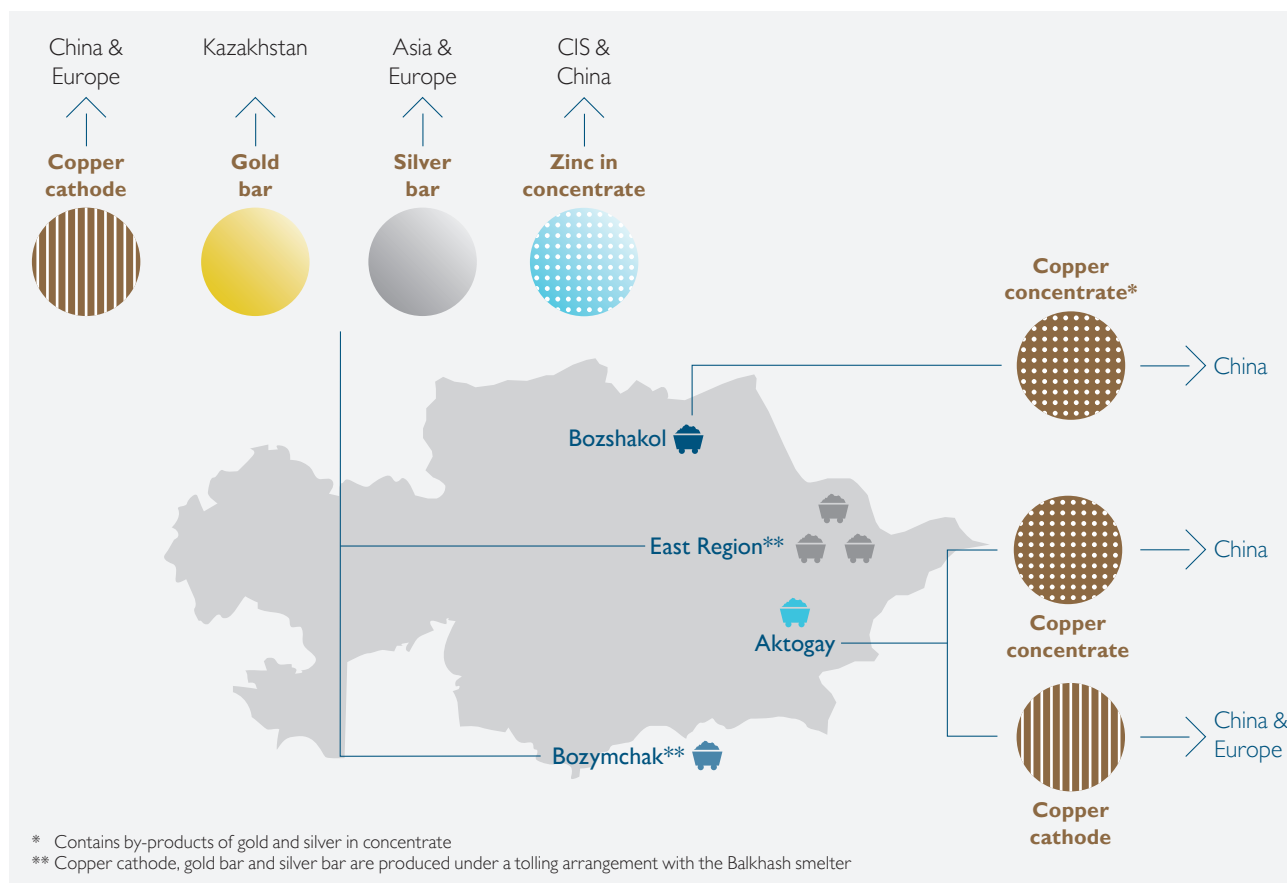 China &
Europe
Kazakhstan
Asia &
Europe
CIS &
China
Copper
cathode
Gold
bar
Silver
bar
Zinc in
concentrate
Copper
concentrate*
China
Bozshakol
East Region**
China
Aktogay
Copper
concentrate
China &
Europe
Bozymchak**
Copper
cathode
* Contains by-products of gold and silver in concentrate
** Copper cathode, gold bar and silver bar are produced under a tolling arrangement with the Balkhash smelter